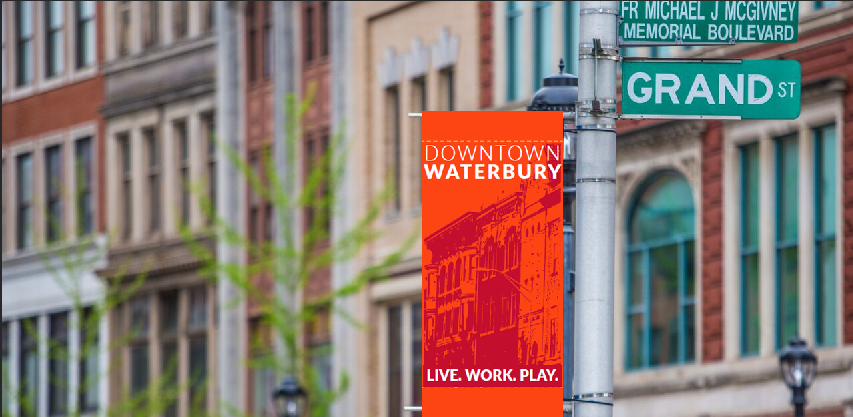 FR MICHAEL J MCGIVNEY
MEMORIAL BOULEVARD
GRAND ST
DOWNTOWN
WATERBURY
LIVE. WORK. PLAY.